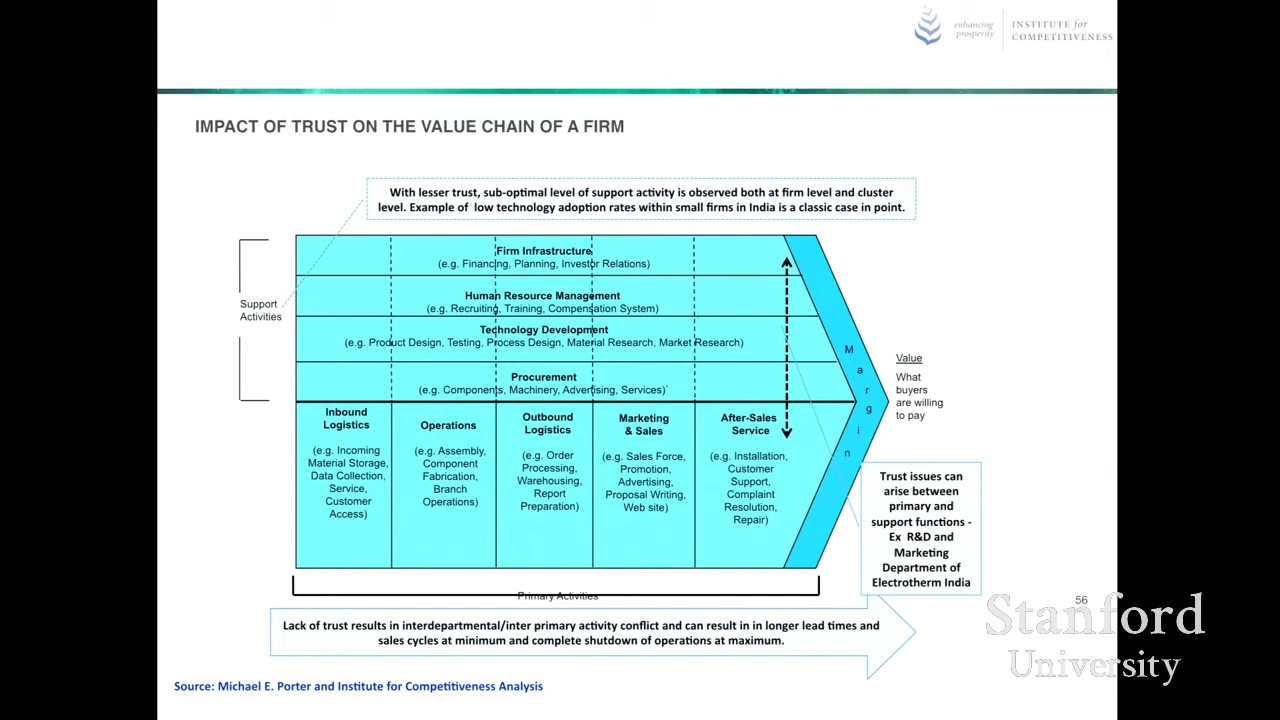 enhancing
prosperity
INSTITUTE for
COMPETITIVENESS
IMPACT OF TRUST ON THE VALUE CHAIN OF A FIRM
With lesser trust, sub-optimal level of support activity is observed both at firm level and cluster
level. Example of low technology adoption rates within small firms in India is a classic case in point.
Support
Activities
Firm Infrastructure
(e.g. Financing, Planning, Investor Relations)
Human Resource Management
(e.g. Recruiting, Training, Compensation System)
Technology Development
(e.g. Product Design, Testing, Process Design, Material Research, Market Research)
Procurement
(e.g. Components, Machinery, Advertising, Services)`
Inbound
Logistics
(e.g. Incoming
Material Storage,
Data Collection,
Service,
Customer
Access)
Operations
(e.g. Assembly,
Component
Fabrication,
Branch
Operations)
Outbound
Logistics
(e.g. Order
Processing,
Warehousing,
Report
Preparation)
Marketing
& Sales
(e.g. Sales Force,
Promotion,
Advertising,
Proposal Writing,
Web site)
After-Sales
Service
(e.g. Installation,
Customer
Support,
Complaint
Resolution,
Repair)
M
a
r
g
i
n
Value
What
buyers
are willing
to pay
Trust issues can
arise between
primary and
support functions -
Ex R&D and
Marketing
Department of
Electrotherm India
Primary Activities
Lack of trust results in interdepartmental/inter primary activity conflict and can result in in longer lead times and
sales cycles at minimum and complete shutdown of operations at maximum.
56
Stanford
University
Source: Michael E. Porter and Institute for Competitiveness Analysis